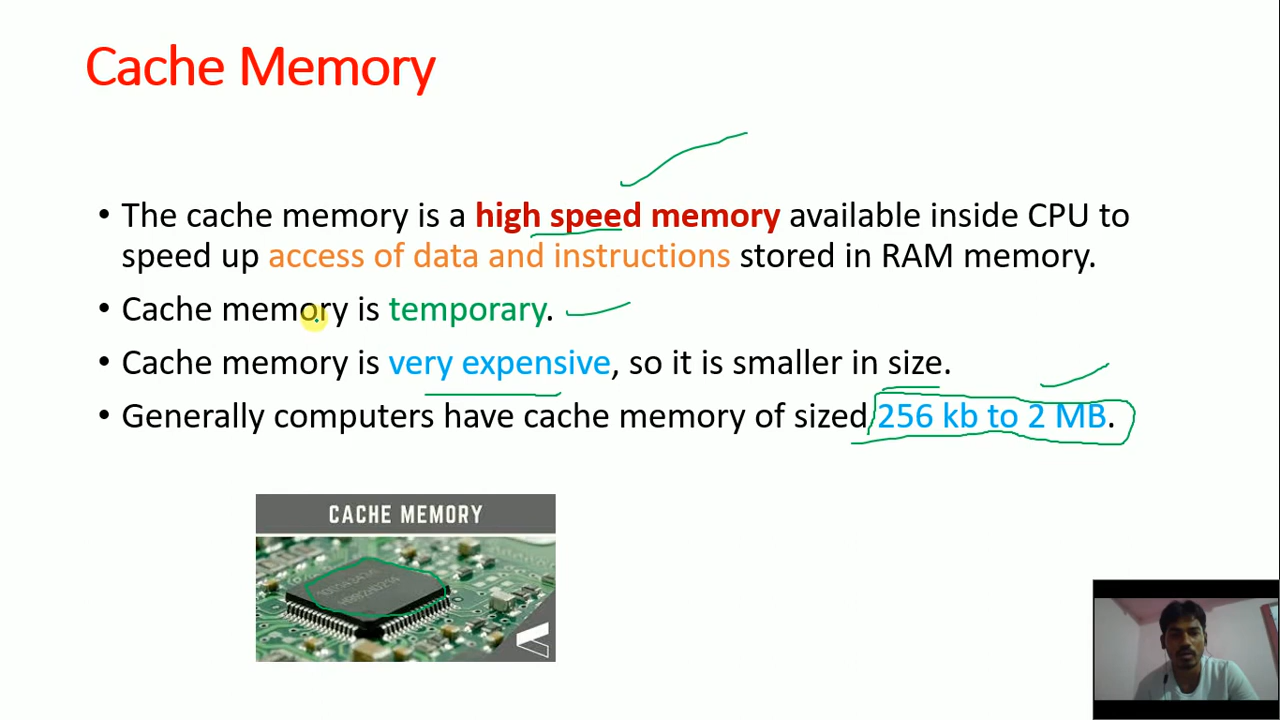 Cache Memory
• The cache memory is a high speed memory available inside CPU to
speed up access of data and instructions stored in RAM memory.
• Cache memory is temporary.
• Cache memory is very expensive, so it is smaller in size.
• Generally computers have cache memory of sized 256 kb to 2 MB.
CACHE MEMORY